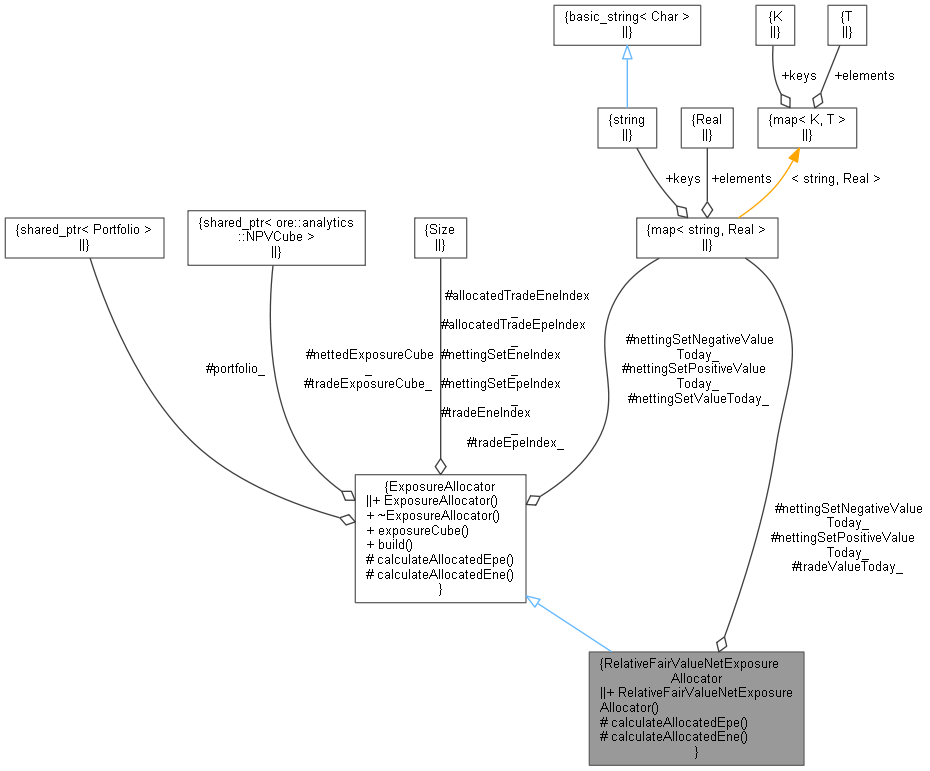 {basic_string< Char >
||}
{K
||}
{T
||}
+keys
+elements
{string
||}
{Real
||}
{map< K, T >
||}
+keys
+elements
< string, Real >
{shared_ptr< Portfolio >
||}
{shared_ptr< ore::analytics
::NPVCube >
||}
{Size
||}
{map< string, Real >
||}
#portfolio_
#nettedExposureCube
_
#tradeExposureCube_
#allocatedTradeEneIndex
_
#allocatedTradeEpeIndex
_
#nettingSetEneIndex
_
#nettingSetEpeIndex
_
#tradeEneIndex
_
#tradeEpeIndex_
#nettingSetNegativeValue
Today_
#nettingSetPositiveValue
Today_
#nettingSetValueToday_
{ExposureAllocator
||+ ExposureAllocator()
+ ~ExposureAllocator()
+ exposureCube()
+ build()
# calculateAllocatedEpe()
# calculateAllocatedEne()
}
#nettingSetNegativeValue
Today_
#nettingSetPositiveValue
Today_
#tradeValueToday_
{RelativeFairValueNetExposure
Allocator
||+ RelativeFairValueNetExposure
Allocator()
# calculateAllocatedEpe()
# calculateAllocatedEne()
}